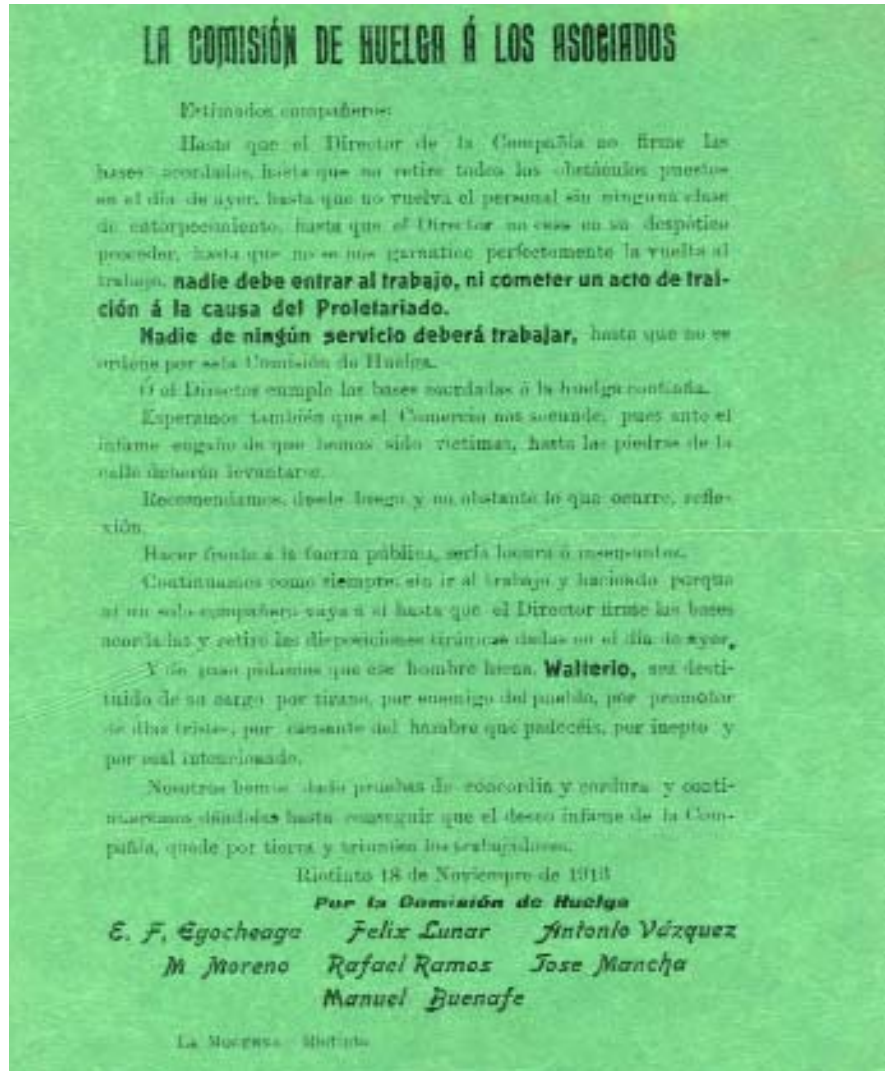 LA COMISIÓN DE HUELGA Á LOS ASOCIADOS
Estimados compañeros:
Hasta que el Director de la Compañía no firme las
bases acordadas, hasta que no retire todos los obstáculos puestos
en el día de ayer, hasta que no vuelva el personal sin ninguna clase
de entorpecimiento, hasta que el Director no cese en su despótico
proceder, hasta que no se nos garantice perfectamente la vuelta al
trabajo, nadie debe entrar al trabajo, ni cometer un acto de trai-
ción á la causa del Proletariado.
Nadie de ningún servicio deberá trabajar, hasta que no se
ordene por esta Comisión de Huelga.
Ó el Director cumple las bases acordadas ó la huelga continúa.
Esperamos también que el Comercio nos secunde, pues ante el
infame engaño de que hemos sido víctimas, hasta las piedras de la
calle deberán levantarse.
Recomendamos, desde luego y no obstante lo que ocurre, refle-
xión.
Hacer frente á la fuerza pública, sería locura ó insensatez.
Continuamos como siempre, sin ir al trabajo y haciendo porque
ni un solo compañero vaya á él hasta que el Director firme las bases
acordadas y retire las disposiciones tiránicas dadas en el día de ayer.
Y de paso pidamos que ese hombre hiena, Walterio, sea desti-
tuido de su cargo por tirano, por enemigo del pueblo, por promotor
de días tristes, por causante del hambre que padecéis, por inepto y
por mal intencionado.
Nosotros hemos dado pruebas de concordia y cordura y conti-
nuaremos dándolas hasta conseguir que el deseo infame de la Com-
pañía, quede por tierra y triunfen los trabajadores.
Riotinto 18 de Noviembre de 1913
Por la Comisión de Huelga
E. F. Egocheaga Felix Lunar Antonio Vázquez
M Moreno Rafael Ramos Jose Mancha
Manuel Buenafe
La Riotinto